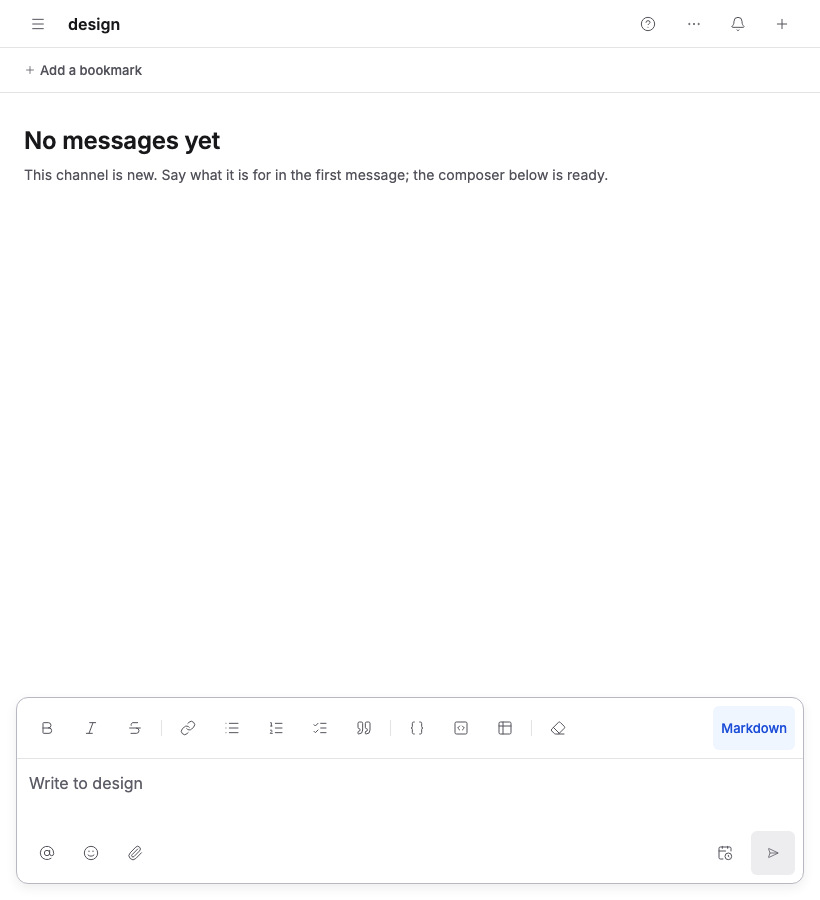 design
Add a bookmark
No messages yet
This channel is new. Say what it is for in the first message; the composer below is ready.
Markdown
Write to design